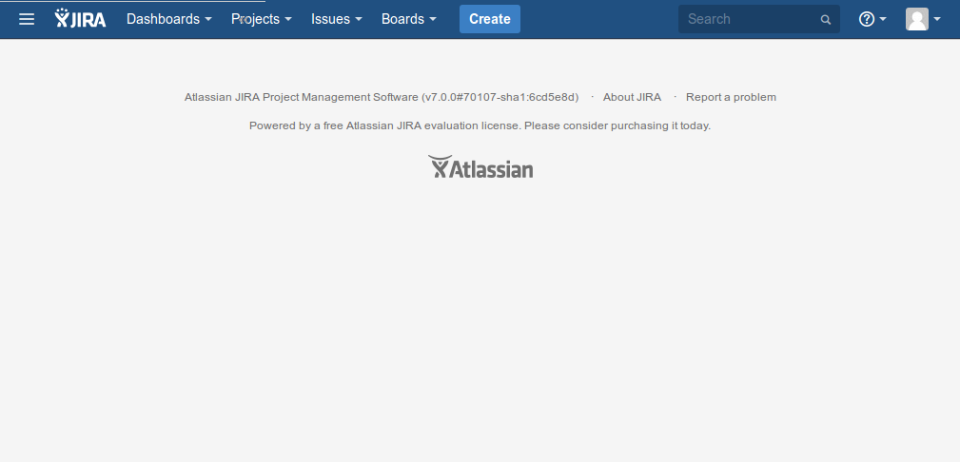 JIRA Dashboards Projects Issues Boards Create Search
Atlassian JIRA Project Management Software (v7.0.0#70107-sha1:6cd5e8d) · About JIRA · Report a problem
Powered by a free Atlassian JIRA evaluation license. Please consider purchasing it today.
Atlassian